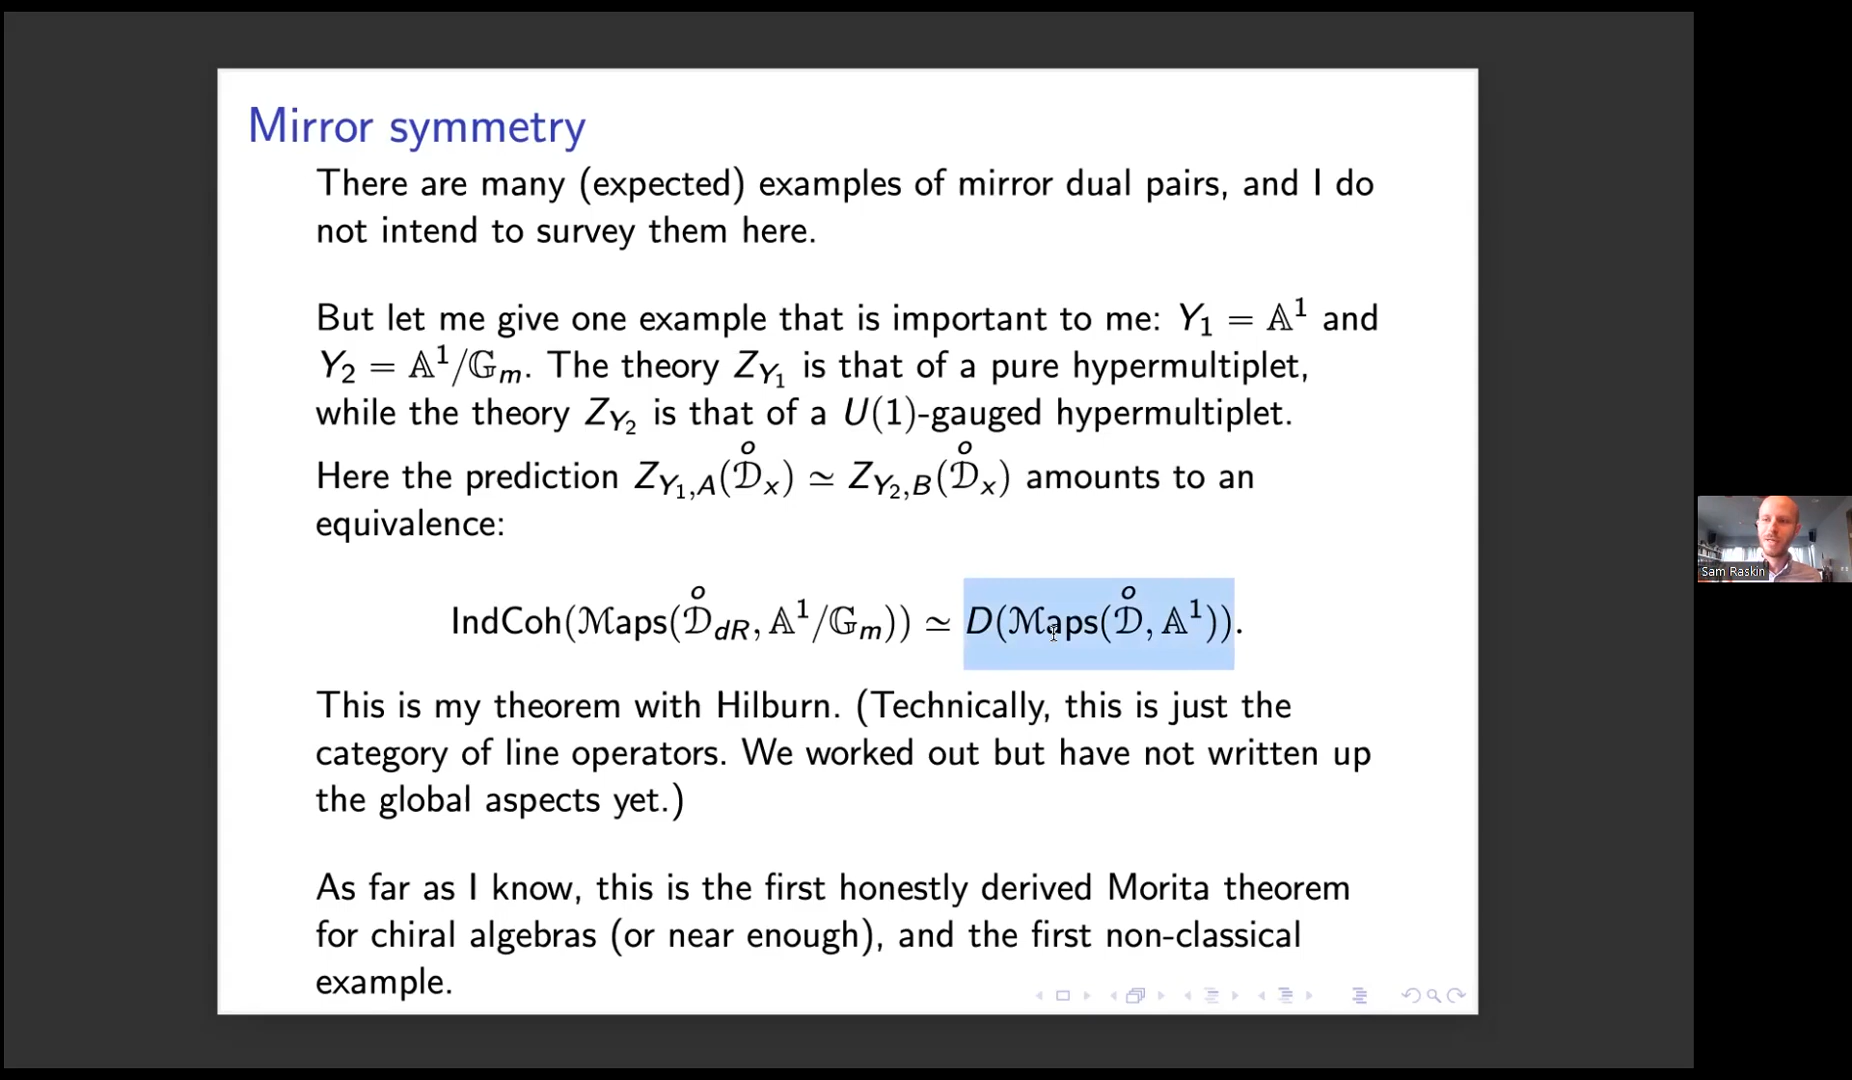 Mirror symmetry
There are many (expected) examples of mirror dual pairs, and I do
not intend to survey them here.
But let me give one example that is important to me: Y₁ = 𝔸¹ and
Y₂ = 𝔸¹/𝔾ₘ. The theory Z_{Y₁} is that of a pure hypermultiplet,
while the theory Z_{Y₂} is that of a U(1)-gauged hypermultiplet.
Here the prediction Z_{Y₁,A}(𝒟̊ₓ) ≃ Z_{Y₂,B}(𝒟̊ₓ) amounts to an
equivalence:
IndCoh(ℳaps(𝒟̊_{dR}, 𝔸¹/𝔾ₘ)) ≃ D(ℳaps(𝒟̊, 𝔸¹)).
This is my theorem with Hilburn. (Technically, this is just the
category of line operators. We worked out but have not written up
the global aspects yet.)
As far as I know, this is the first honestly derived Morita theorem
for chiral algebras (or near enough), and the first non-classical
example.
Sam Raskin